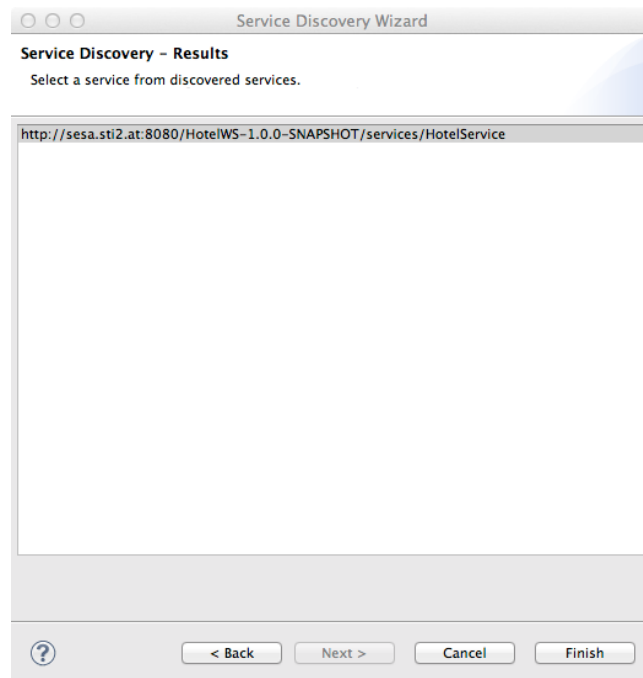 Service Discovery Wizard
Service Discovery – Results
Select a service from discovered services.
http://sesa.sti2.at:8080/HotelWS-1.0.0-SNAPSHOT/services/HotelService
?
< Back Next > Cancel Finish